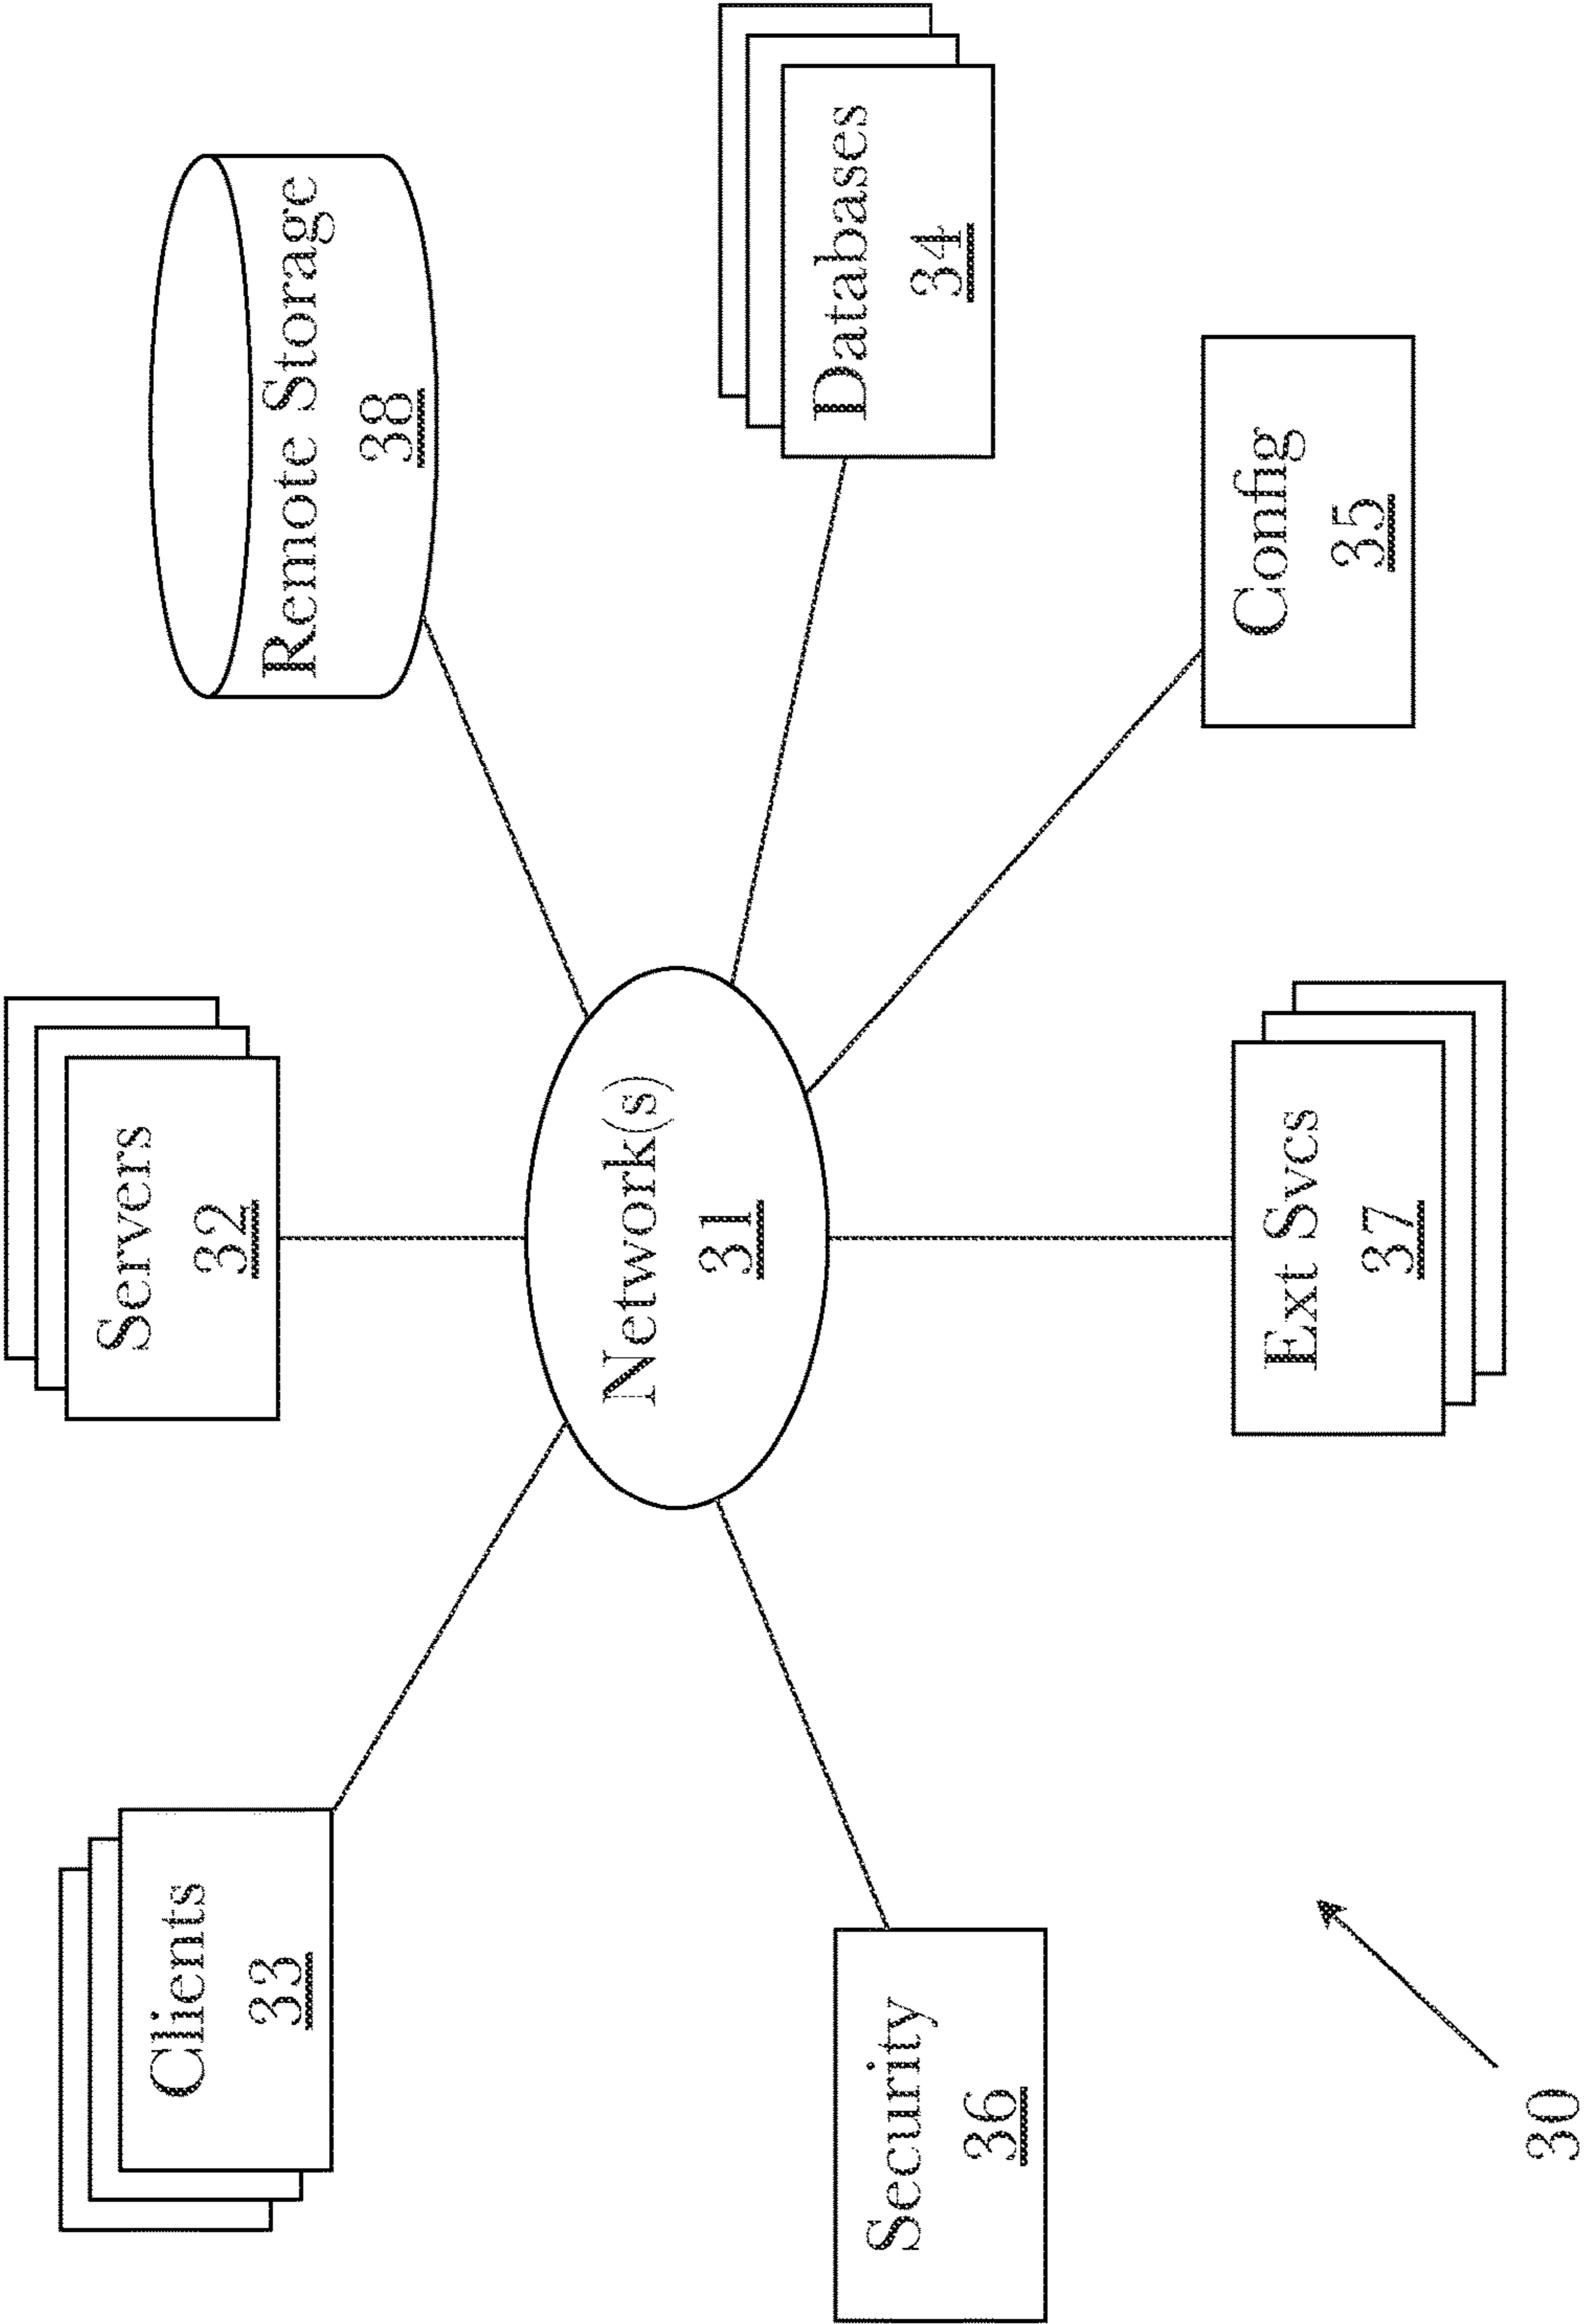 Servers
32
Clients
33
Remote Storage
38
Network(s)
31
Databases
34
Security
36
Config
35
Ext Svcs
37
30